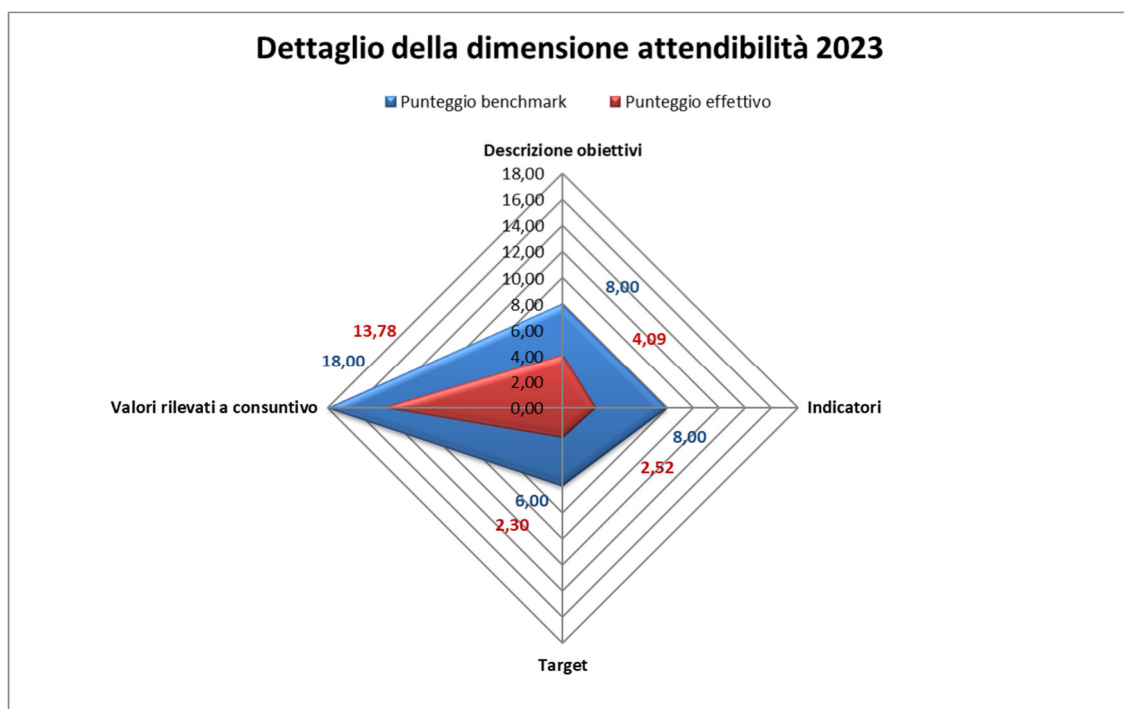 Dettaglio della dimensione attendibilità 2023
Punteggio benchmark
Punteggio effettivo
Descrizione obiettivi
18,00
16,00
14,00
12,00
10,00
8,00
6,00
4,00
2,00
0,00
8,00
4,09
13,78
18,00
Valori rilevati a consuntivo
Indicatori
8,00
2,52
6,00
2,30
Target